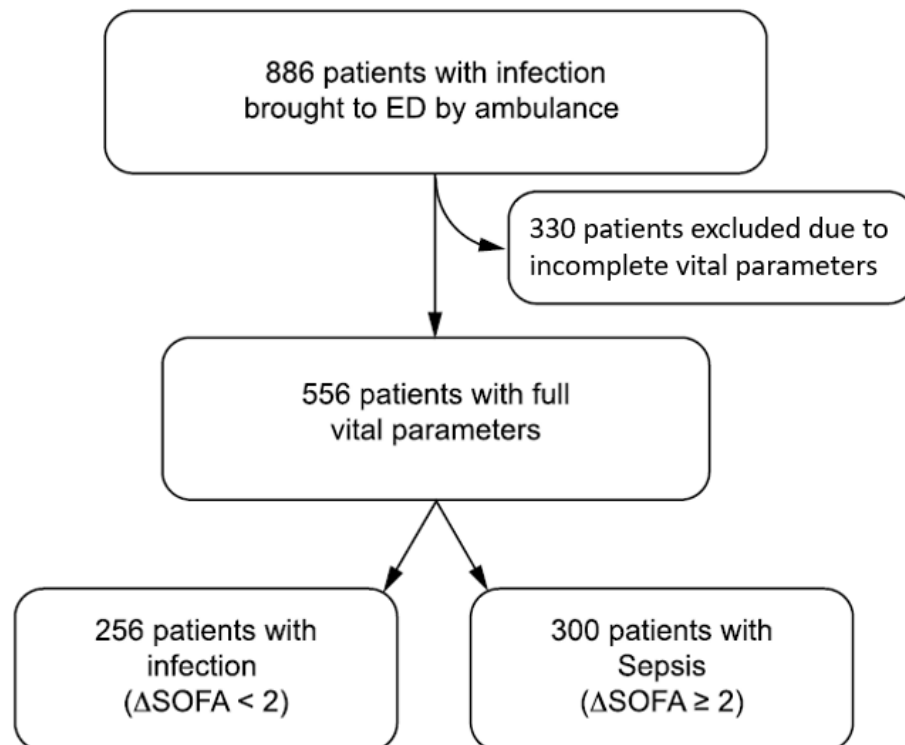 886 patients with infection
brought to ED by ambulance
330 patients excluded due to
incomplete vital parameters
556 patients with full
vital parameters
256 patients with
infection
(ΔSOFA < 2)
300 patients with
Sepsis
(ΔSOFA ≥ 2)